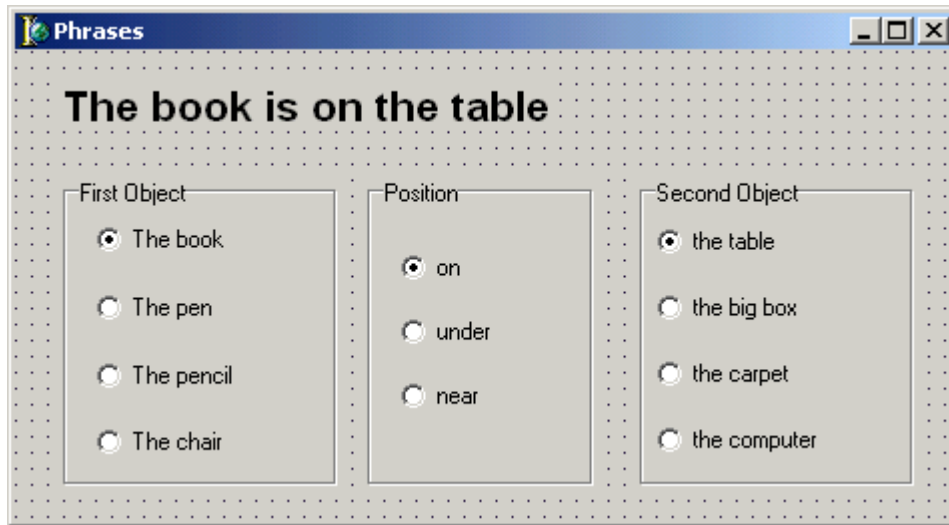 Phrases
The book is on the table
First Object
The book
The pen
The pencil
The chair
Position
on
under
near
Second Object
the table
the big box
the carpet
the computer